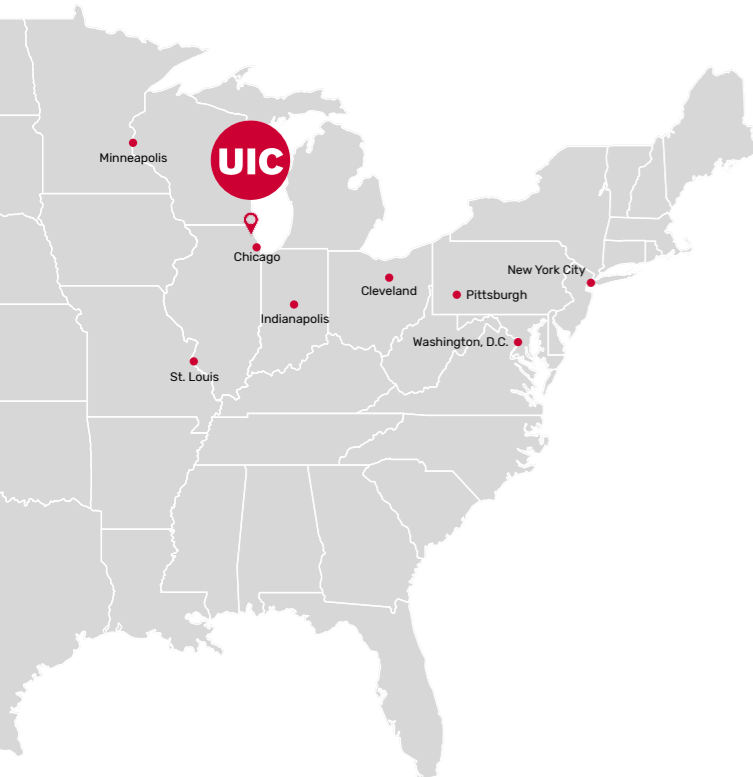 Minneapolis
UIC
Chicago
Cleveland
New York City
Pittsburgh
Indianapolis
Washington, D.C.
St. Louis